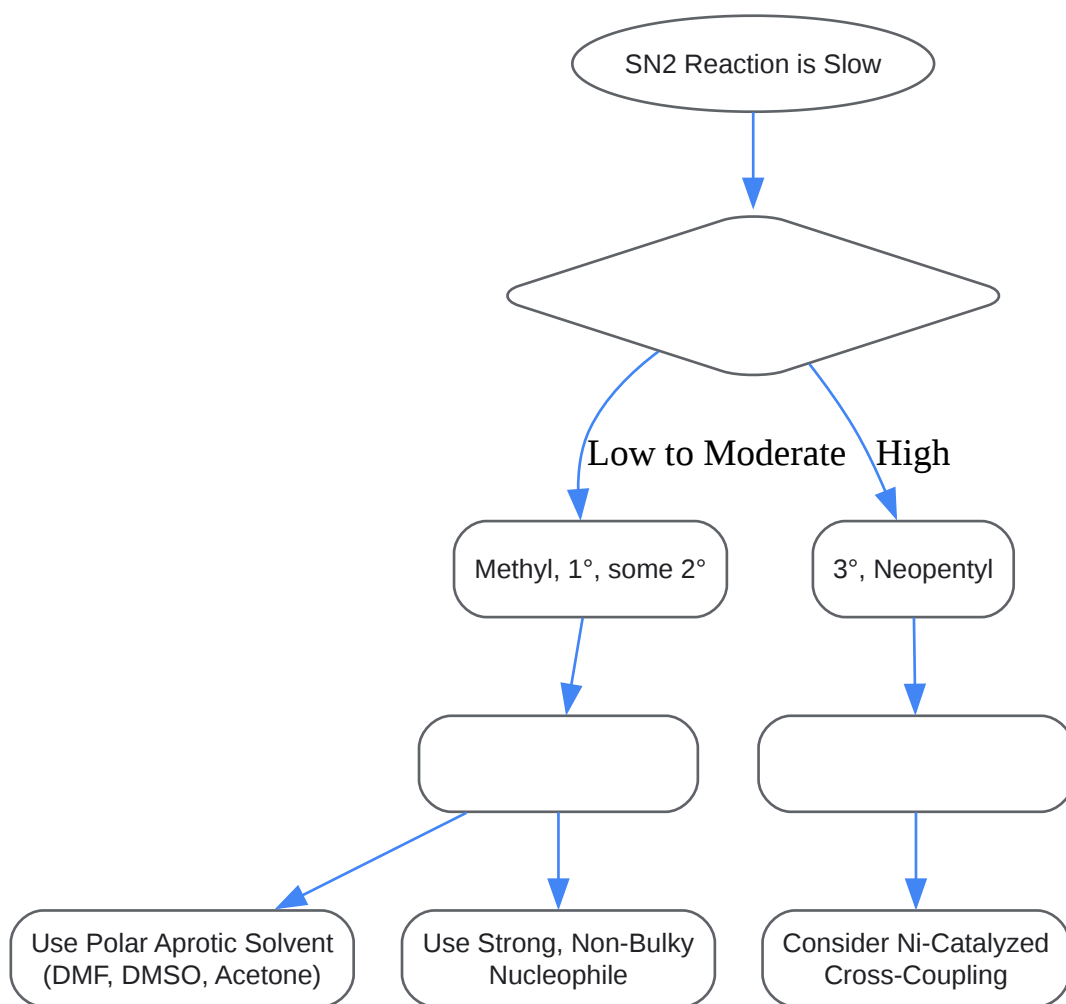 SN2 Reaction is Slow
Low to Moderate
High
Methyl, 1°, some 2°
3°, Neopentyl
Use Polar Aprotic Solvent
(DMF, DMSO, Acetone)
Use Strong, Non-Bulky
Nucleophile
Consider Ni-Catalyzed
Cross-Coupling